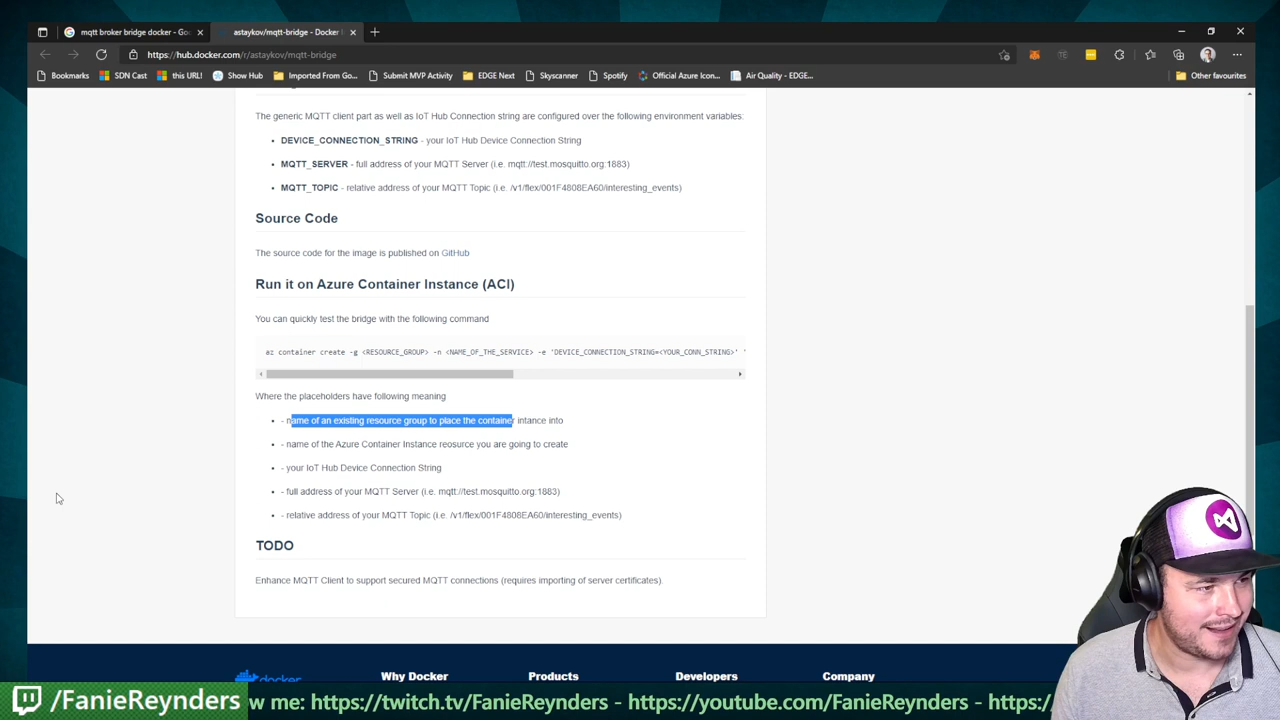 mqtt broker bridge docker - Goo
astaykov/mqtt-bridge - Docker
https://hub.docker.com/r/astaykov/mqtt-bridge
Bookmarks
SDN Cast
this URL!
Show Hub
Imported From Go...
Submit MVP Activity
EDGE Next
Skyscanner
Spotify
Official Azure Icon...
Air Quality - EDGE...
Other favourites
The generic MQTT client part as well as IoT Hub Connection string are configured over the following environment variables:
• DEVICE_CONNECTION_STRING - your IoT Hub Device Connection String
• MQTT_SERVER - full address of your MQTT Server (i.e. mqtt://test.mosquitto.org:1883)
• MQTT_TOPIC - relative address of your MQTT Topic (i.e. /v1/flex/001F4808EA60/interesting_events)
Source Code
The source code for the image is published on GitHub
Run it on Azure Container Instance (ACI)
You can quickly test the bridge with the following command
az container create -g <RESOURCE_GROUP> -n <NAME_OF_THE_SERVICE> -e 'DEVICE_CONNECTION_STRING=<YOUR_CONN_STRING>' '
Where the placeholders have following meaning
• - name of an existing resource group to place the container intance into
• - name of the Azure Container Instance reosurce you are going to create
• - your IoT Hub Device Connection String
• - full address of your MQTT Server (i.e. mqtt://test.mosquitto.org:1883)
• - relative address of your MQTT Topic (i.e. /v1/flex/001F4808EA60/interesting_events)
TODO
Enhance MQTT Client to support secured MQTT connections (requires importing of server certificates).
docker
Why Docker
Products
Developers
Company
/FanieReynders
ow me: https://twitch.tv/FanieReynders - https://youtube.com/FanieReynders - https:/